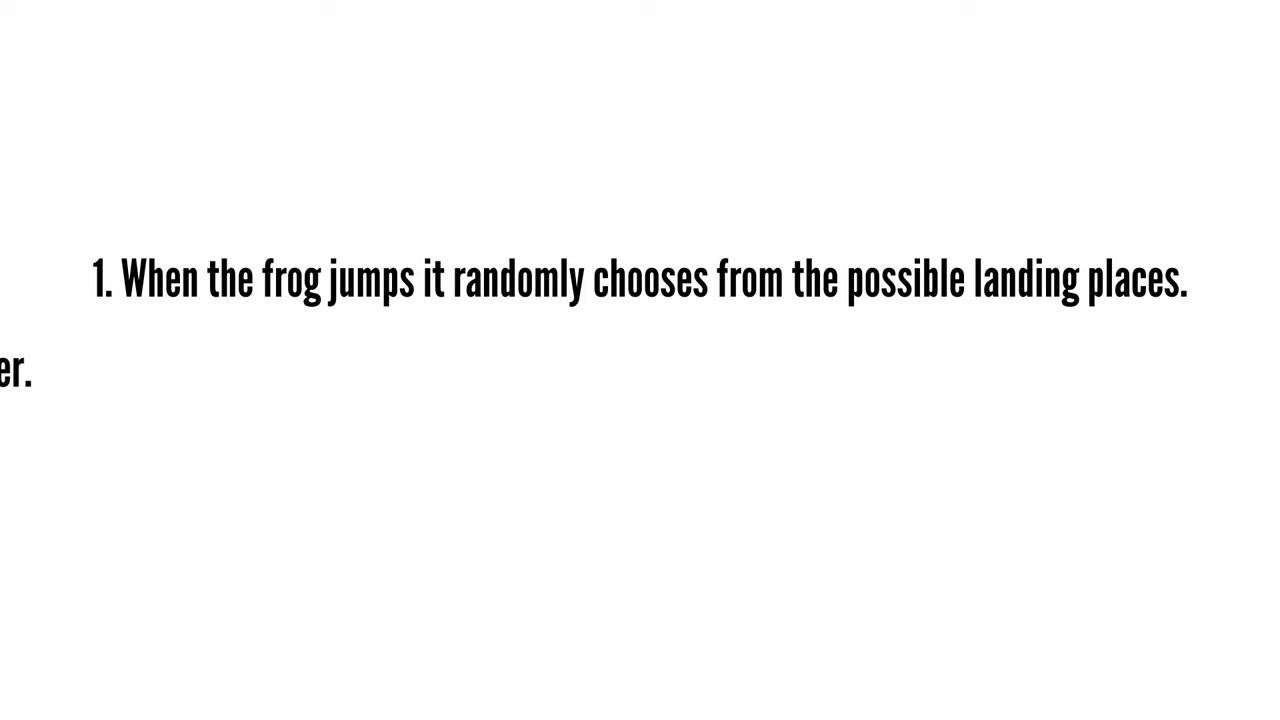 1. When the frog jumps it randomly chooses from the possible landing places.
er.